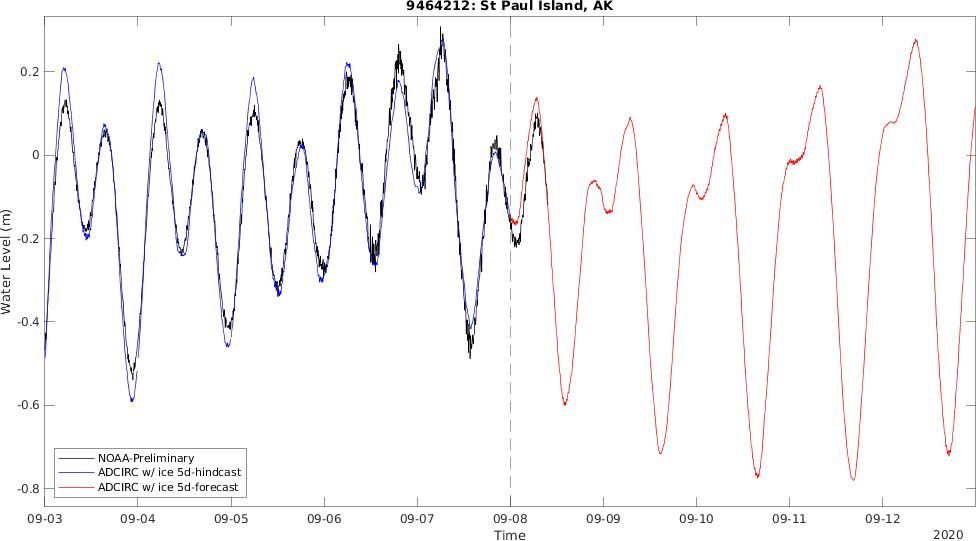 9464212: St Paul Island, AK
0.2
0
-0.2
-0.4
-0.6
-0.8
Water Level (m)
NOAA-Preliminary
ADCIRC w/ ice 5d-hindcast
ADCIRC w/ ice 5d-forecast
09-03 09-04 09-05 09-06 09-07 09-08 09-09 09-10 09-11 09-12
Time
2020